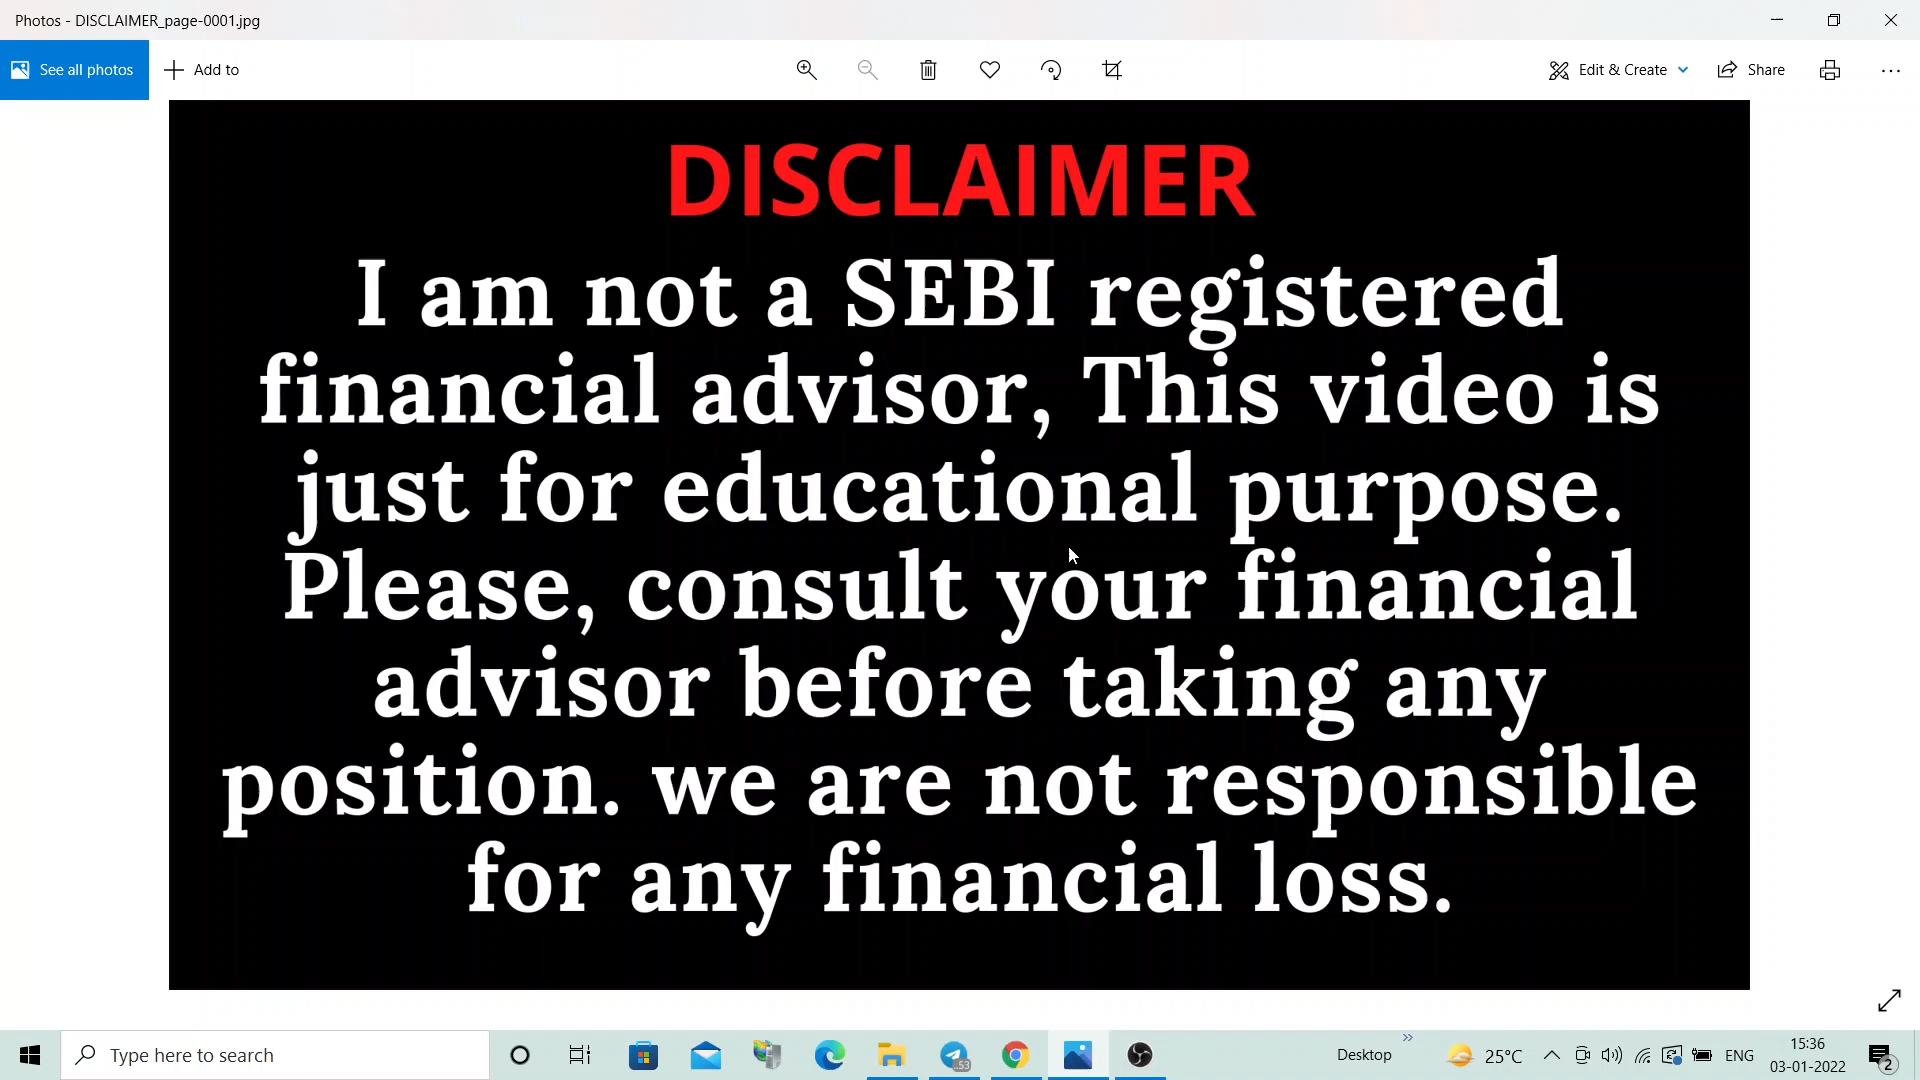 Photos - DISCLAIMER_page-0001.jpg
See all photos
Add to
Edit & Create
Share
DISCLAIMER
I am not a SEBI registered
financial advisor, This video is
just for educational purpose.
Please, consult your financial
advisor before taking any
position. we are not responsible
for any financial loss.
Type here to search
53
Desktop
25°C
ENG
15:36
03-01-2022
2